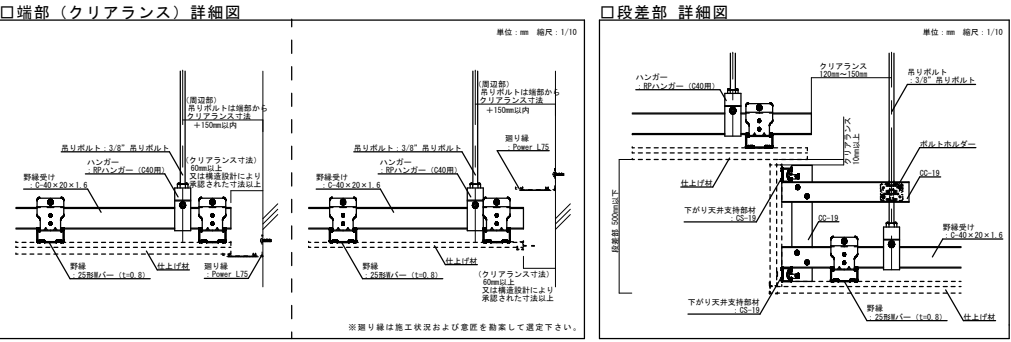 □端部（クリアランス）詳細図
単位：mm 縮尺：1/10
(周辺部)
吊りボルトは端部から
クリアランス寸法
＋150mm以内
吊りボルト：3/8" 吊りボルト
ハンガー
：RPハンガー（C40用）
野縁受け
：C-40×20×1.6
(クリアランス寸法)
60mm以上
又は構造設計により
承認された寸法以上
野縁
：25形Wバー（t=0.8）
廻り縁
：Power L75
仕上げ材
(周辺部)
吊りボルトは端部から
クリアランス寸法
＋150mm以内
廻り縁
：Power L75
吊りボルト：3/8" 吊りボルト
ハンガー
：RPハンガー（C40用）
野縁受け
：C-40×20×1.6
野縁
：25形Wバー（t=0.8）
仕上げ材
(クリアランス寸法)
60mm以上
又は構造設計により
承認された寸法以上
※廻り縁は施工状況および意匠を勘案して選定下さい。
□段差部 詳細図
単位：mm 縮尺：1/10
クリアランス
120mm～150mm
ハンガー
：RPハンガー（C40用）
吊りボルト
：3/8" 吊りボルト
クリアランス
10mm以上
ボルトホルダー
仕上げ材
CC-19
段差部 500mm以下
下がり天井支持部材
：CS-19
CC-19
野縁受け
：C-40×20×1.6
下がり天井支持部材
：CS-19
野縁
：25形Wバー（t=0.8）
仕上げ材